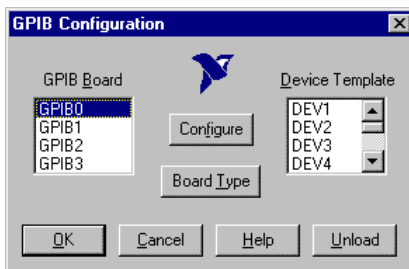 GPIB Configuration
GPIB Board
Device Template
GPIB0
GPIB1
GPIB2
GPIB3
Configure
Board Type
DEV1
DEV2
DEV3
DEV4
OK
Cancel
Help
Unload